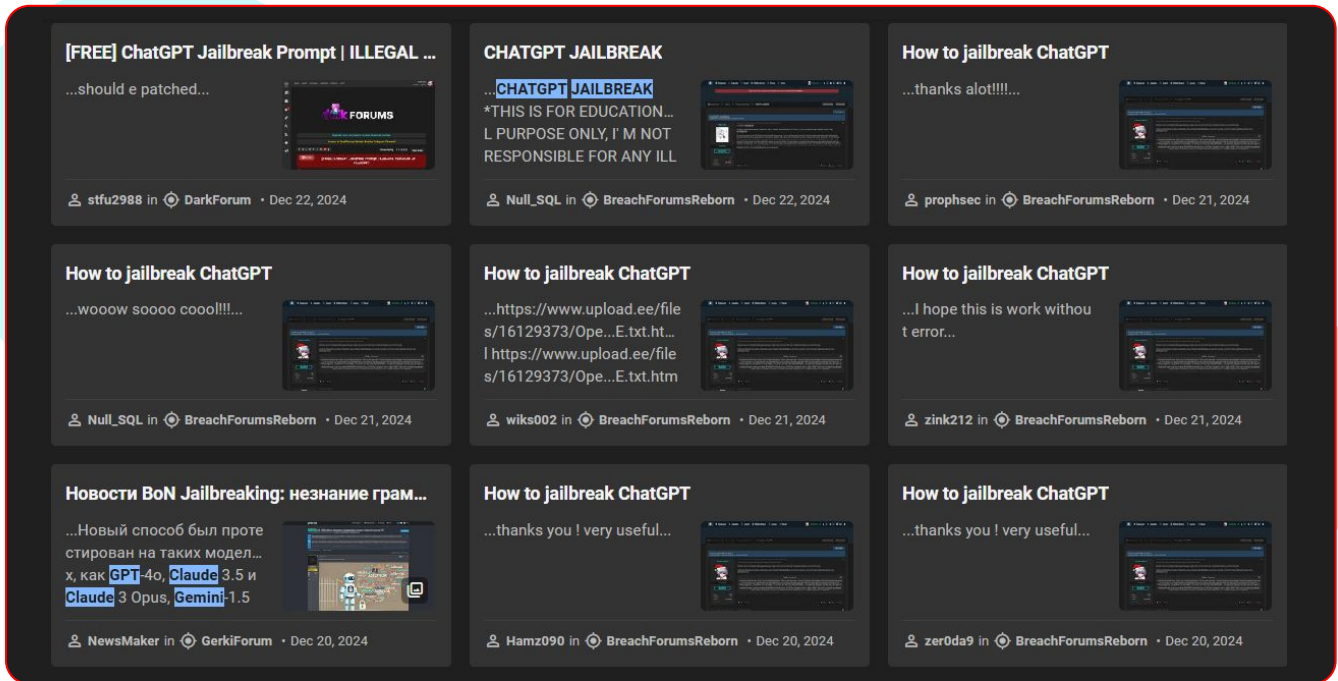 [FREE] ChatGPT Jailbreak Prompt | ILLEGAL ...
...should e patched...
FORUMS
stfu2988 in DarkForum • Dec 22, 2024
CHATGPT JAILBREAK
...CHATGPT JAILBREAK
*THIS IS FOR EDUCATION...
L PURPOSE ONLY, I' M NOT
RESPONSIBLE FOR ANY ILL
Null_SQL in BreachForumsReborn • Dec 22, 2024
How to jailbreak ChatGPT
...thanks alot!!!!...
prophsec in BreachForumsReborn • Dec 21, 2024
How to jailbreak ChatGPT
...wooow soooo coool!!!...
Null_SQL in BreachForumsReborn • Dec 21, 2024
How to jailbreak ChatGPT
...https://www.upload.ee/file
s/16129373/Ope...E.txt.ht...
l https://www.upload.ee/file
s/16129373/Ope...E.txt.htm
wiks002 in BreachForumsReborn • Dec 21, 2024
How to jailbreak ChatGPT
...I hope this is work withou
t error...
zink212 in BreachForumsReborn • Dec 21, 2024
Новости BoN Jailbreaking: незнание грам...
...Новый способ был проте
стирован на таких модел...
х, как GPT-4o, Claude 3.5 и
Claude 3 Opus, Gemini-1.5
NewsMaker in GerkiForum • Dec 20, 2024
How to jailbreak ChatGPT
...thanks you ! very useful...
Hamz090 in BreachForumsReborn • Dec 20, 2024
How to jailbreak ChatGPT
...thanks you ! very useful...
zer0da9 in BreachForumsReborn • Dec 20, 2024